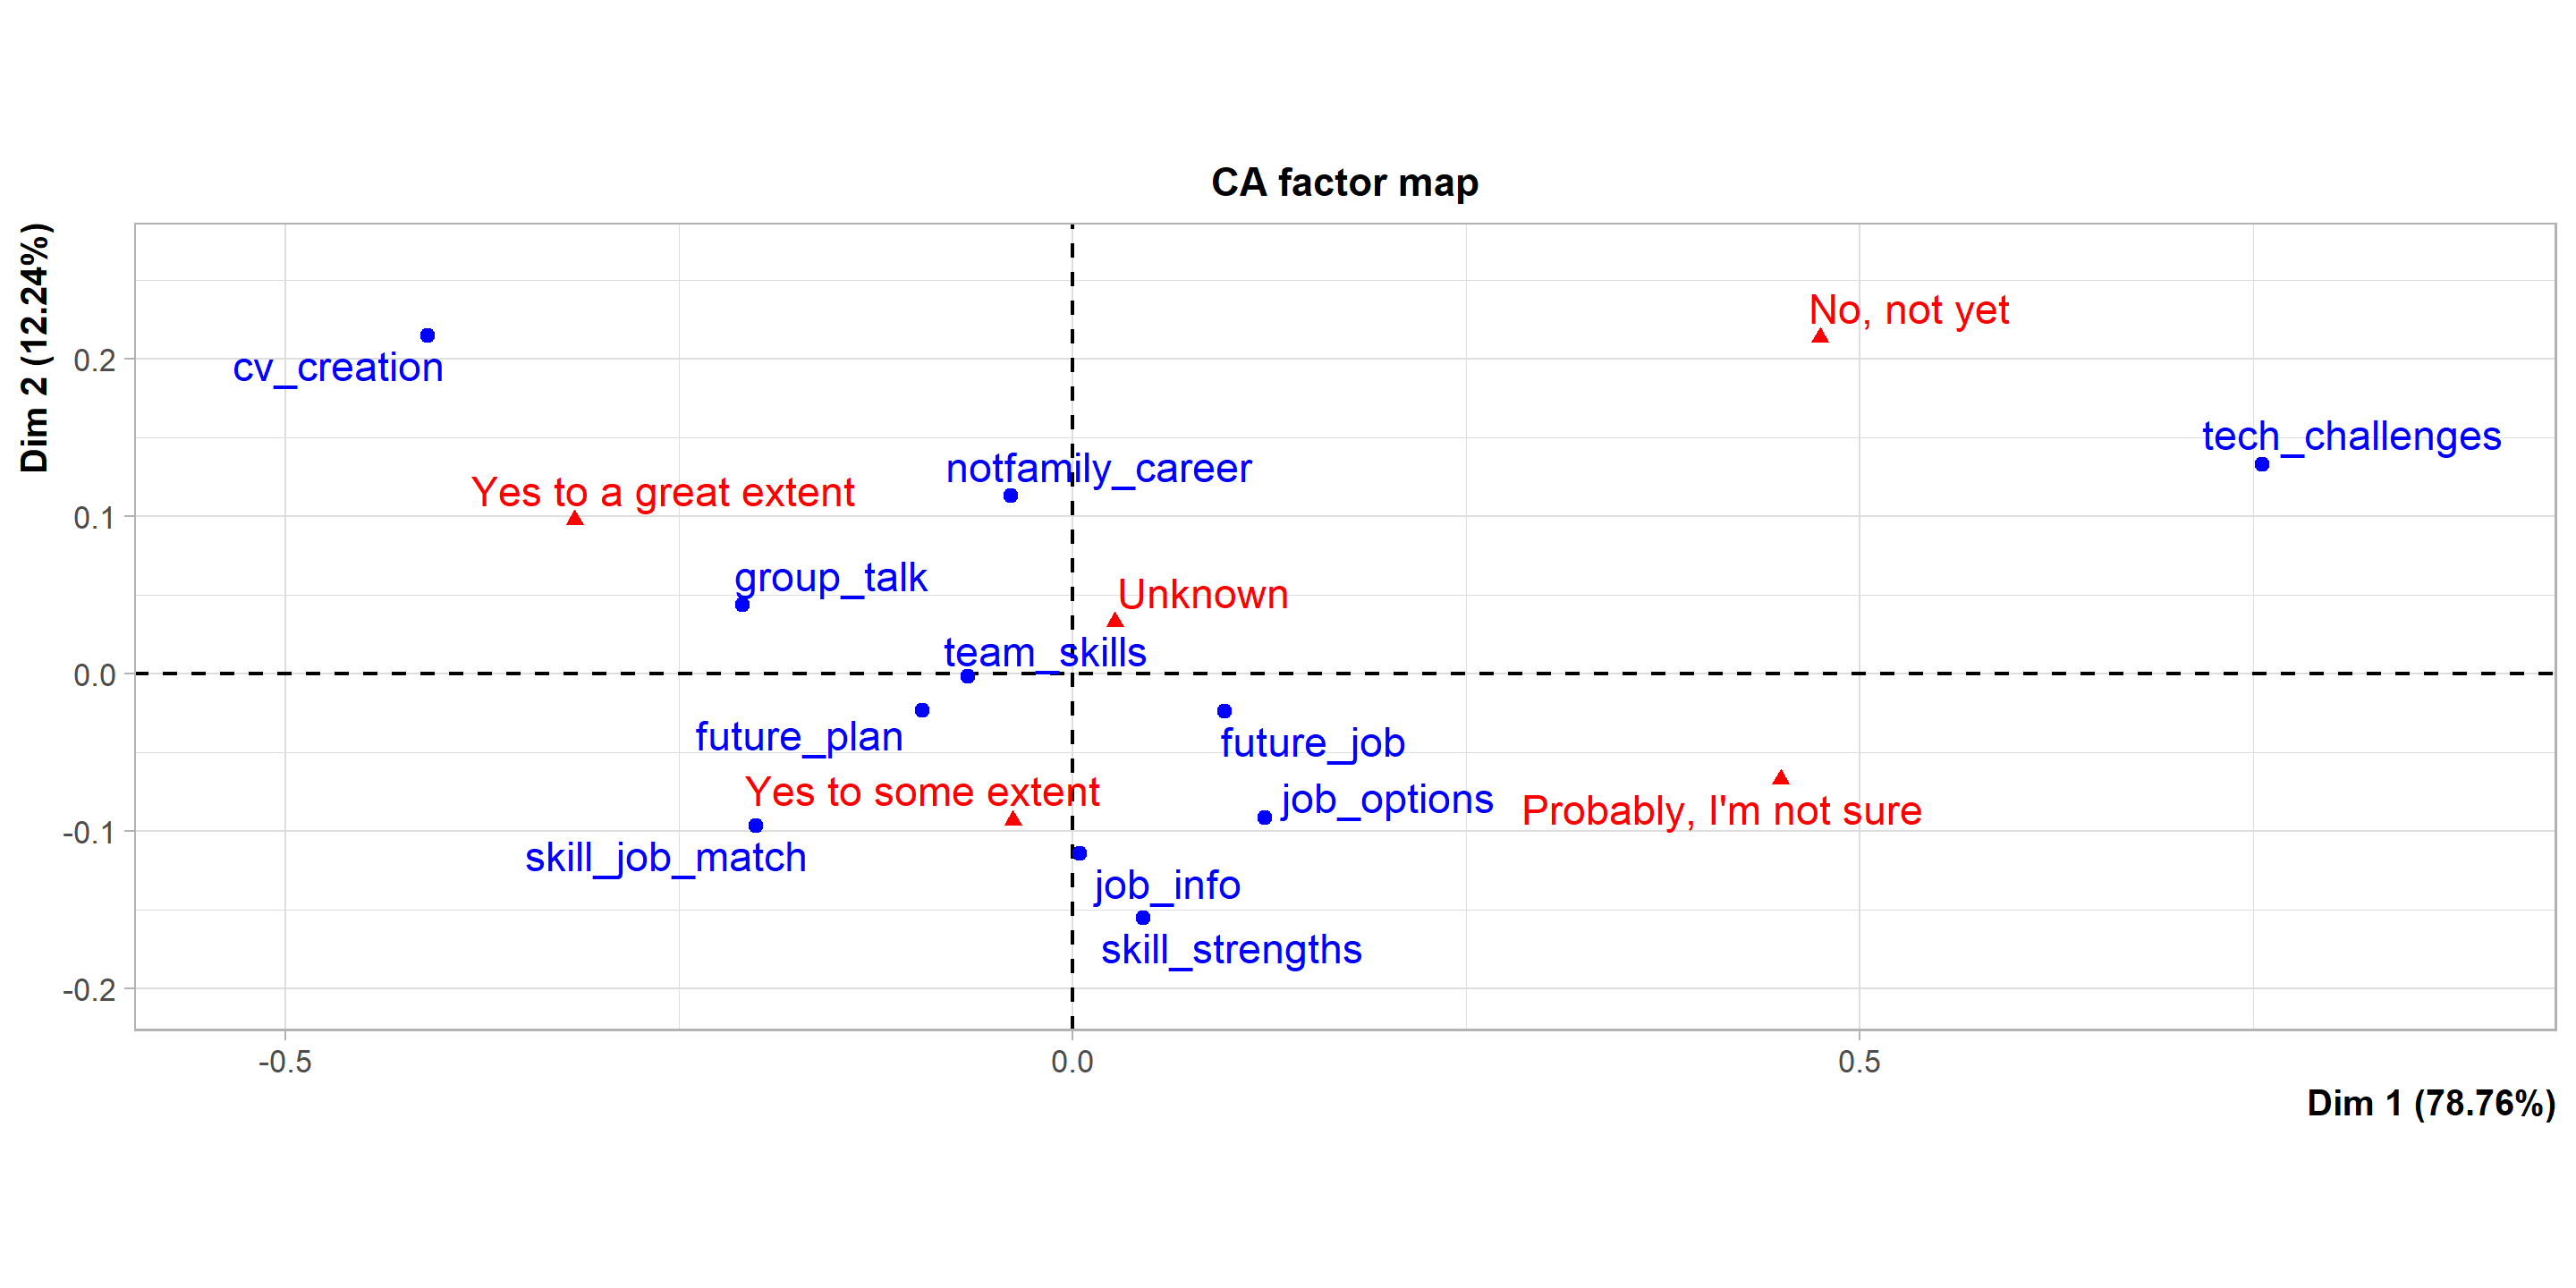 CA factor map
Dim 2 (12.24%)
0.2
0.1
0.0
-0.1
-0.2
No, not yet
cv_creation
tech_challenges
notfamily_career
Yes to a great extent
group_talk
Unknown
team_skills
future_plan
future_job
Yes to some extent
job_options
Probably, I'm not sure
skill_job_match
job_info
skill_strengths
-0.5
0.0
0.5
Dim 1 (78.76%)